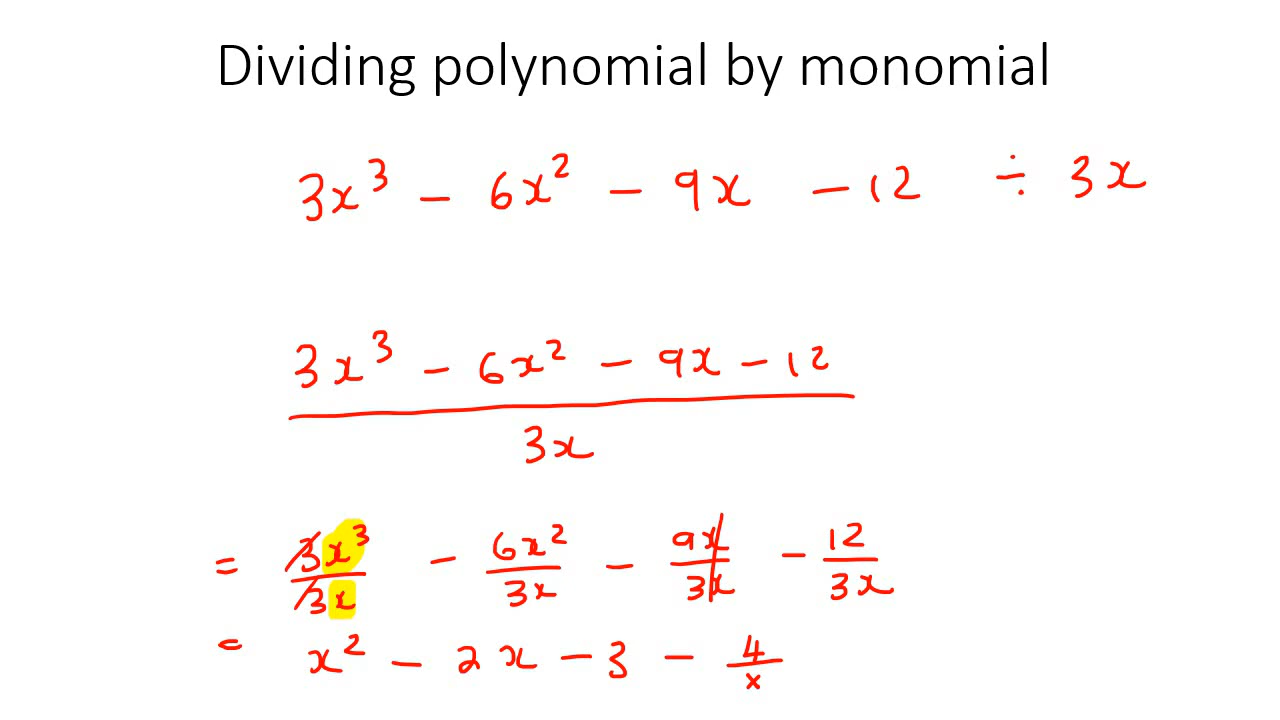 Dividing polynomial by monomial
3x³ - 6x² - 9x - 12 ÷ 3x
3x³ - 6x² - 9x - 12
3x
= 3x³/3x - 6x²/3x - 9x/3x - 12/3x
= x² - 2x - 3 - 4/x